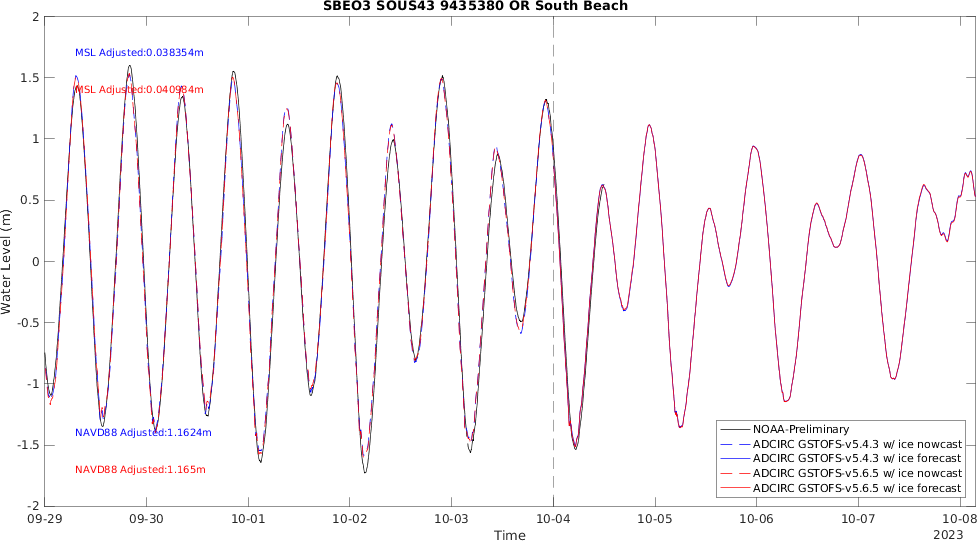 SBEO3 SOUS43 9435380 OR South Beach
MSL Adjusted:0.038354m
MSL Adjusted:0.040984m
NAVD88 Adjusted:1.1624m
NAVD88 Adjusted:1.165m
Water Level (m)
2
1.5
1
0.5
0
-0.5
-1
-1.5
-2
NOAA-Preliminary
ADCIRC GSTOFS-v5.4.3 w/ ice nowcast
ADCIRC GSTOFS-v5.4.3 w/ ice forecast
ADCIRC GSTOFS-v5.6.5 w/ ice nowcast
ADCIRC GSTOFS-v5.6.5 w/ ice forecast
09-29 09-30 10-01 10-02 10-03 10-04 10-05 10-06 10-07 10-08
Time
2023